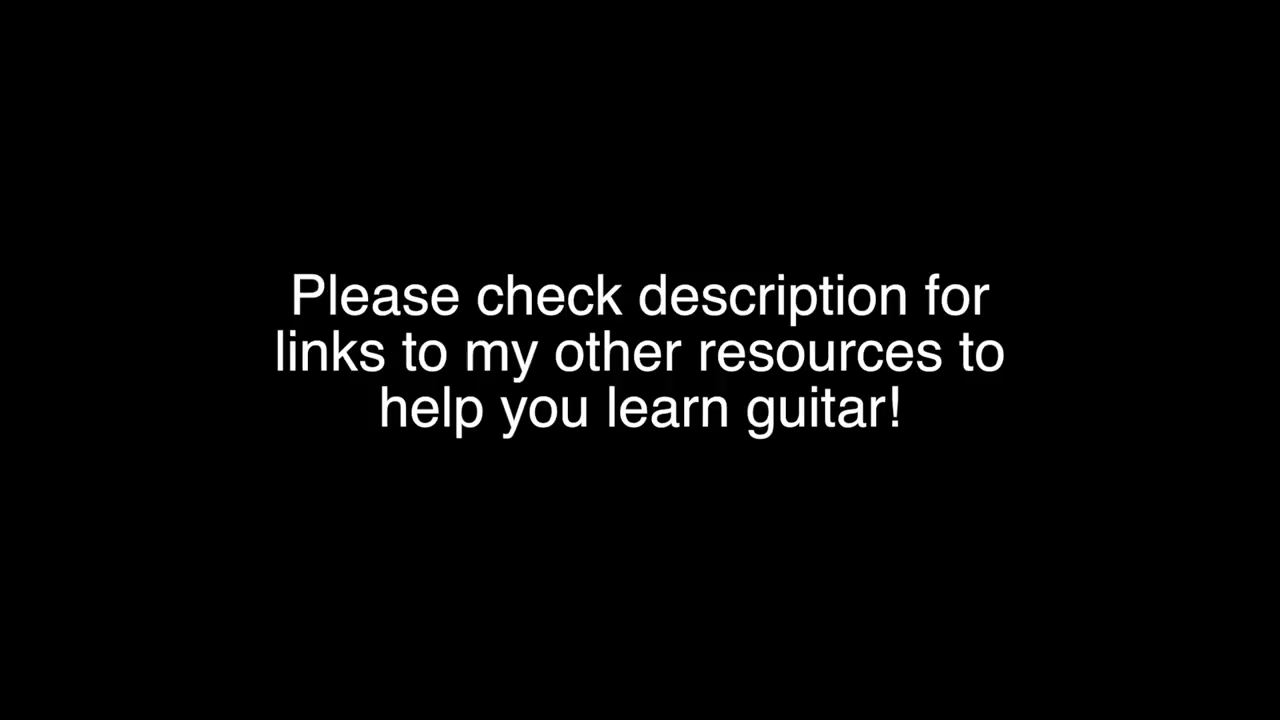 Please check description for
links to my other resources to
help you learn guitar!